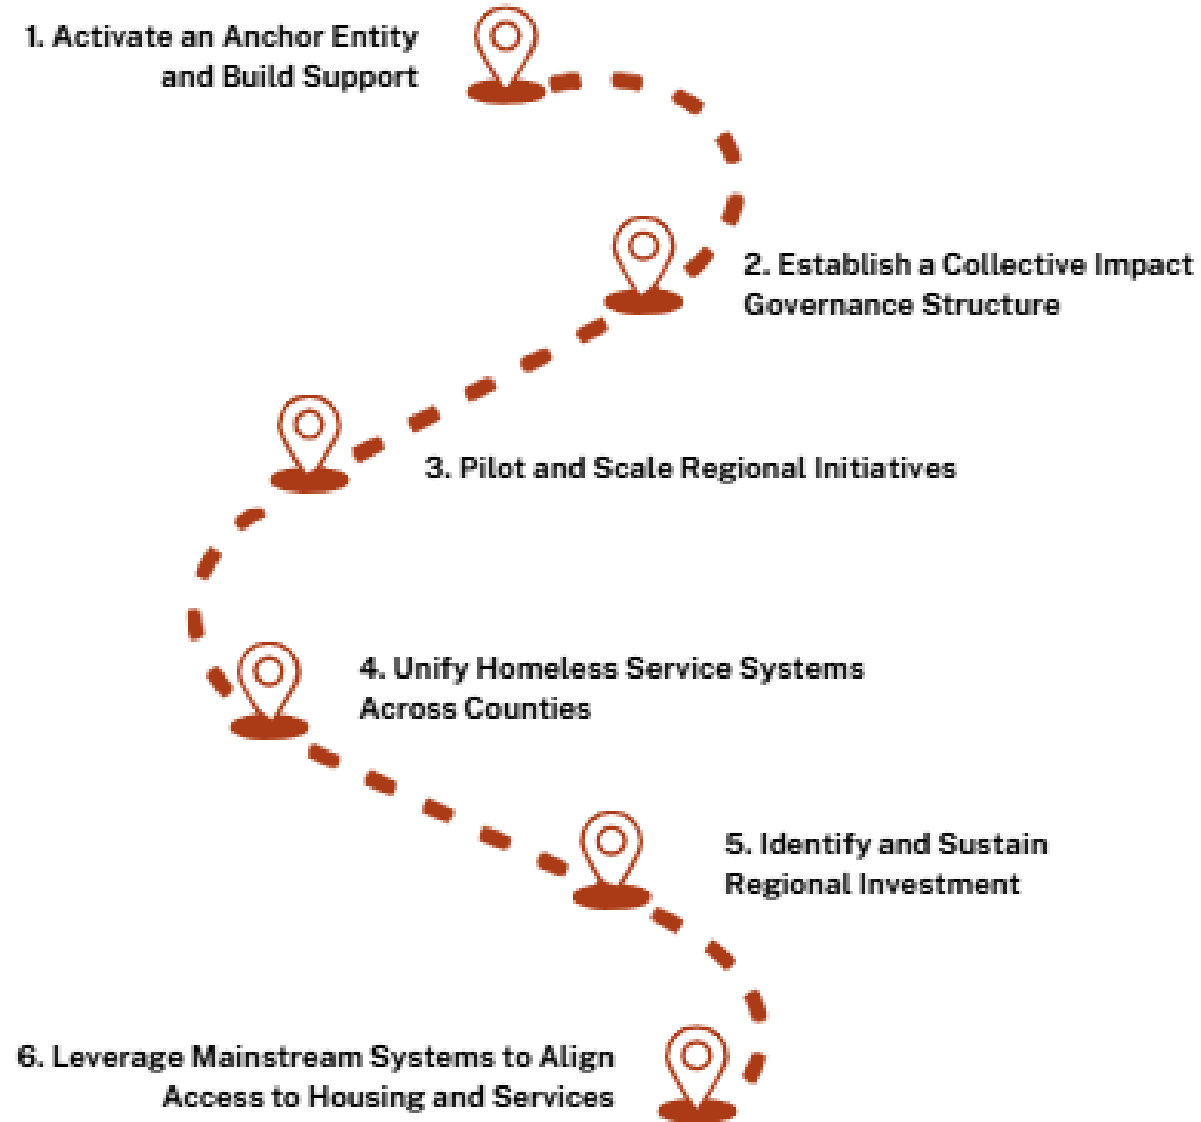 1. Activate an Anchor Entity
and Build Support
2. Establish a Collective Impact
Governance Structure
3. Pilot and Scale Regional Initiatives
4. Unify Homeless Service Systems
Across Counties
5. Identify and Sustain
Regional Investment
6. Leverage Mainstream Systems to Align
Access to Housing and Services